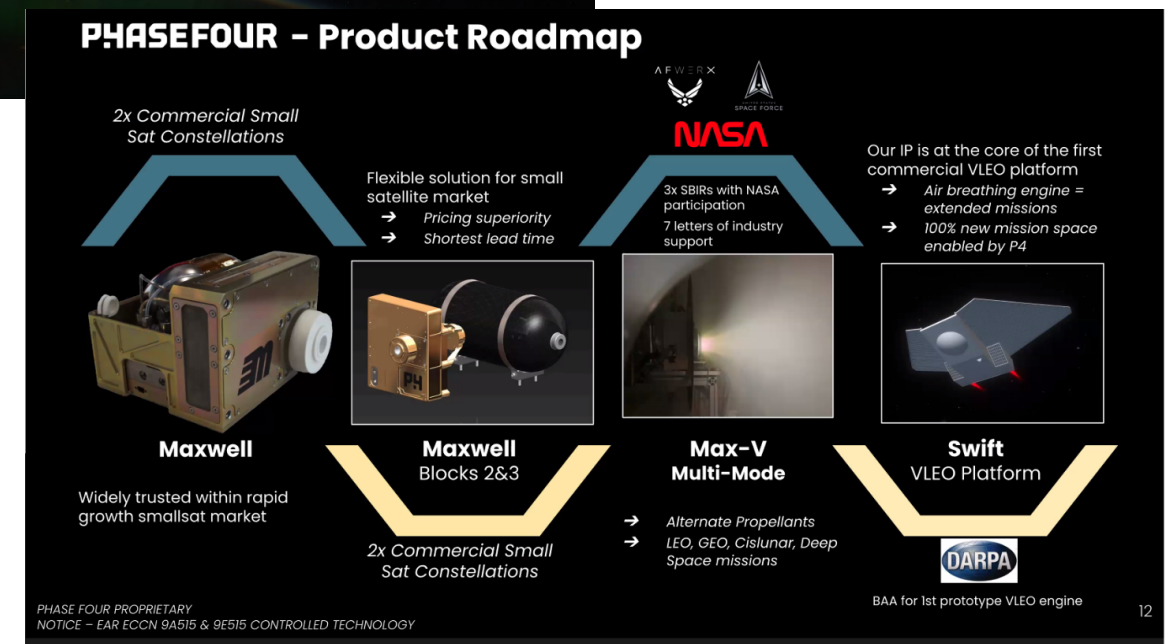 PHASEFOUR – Product Roadmap
2x Commercial Small
Sat Constellations
AFWERX
UNITED STATES
SPACE FORCE
NASA
Flexible solution for small
satellite market
➔ Pricing superiority
➔ Shortest lead time
3x SBIRs with NASA
participation
7 letters of industry
support
Our IP is at the core of the first
commercial VLEO platform
➔ Air breathing engine =
extended missions
➔ 100% new mission space
enabled by P4
P4
Maxwell
Widely trusted within rapid
growth smallsat market
Maxwell
Blocks 2&3
2x Commercial Small
Sat Constellations
Max-V
Multi-Mode
➔ Alternate Propellants
➔ LEO, GEO, Cislunar, Deep
Space missions
Swift
VLEO Platform
DARPA
BAA for 1st prototype VLEO engine
PHASE FOUR PROPRIETARY
NOTICE – EAR ECCN 9A515 & 9E515 CONTROLLED TECHNOLOGY
12